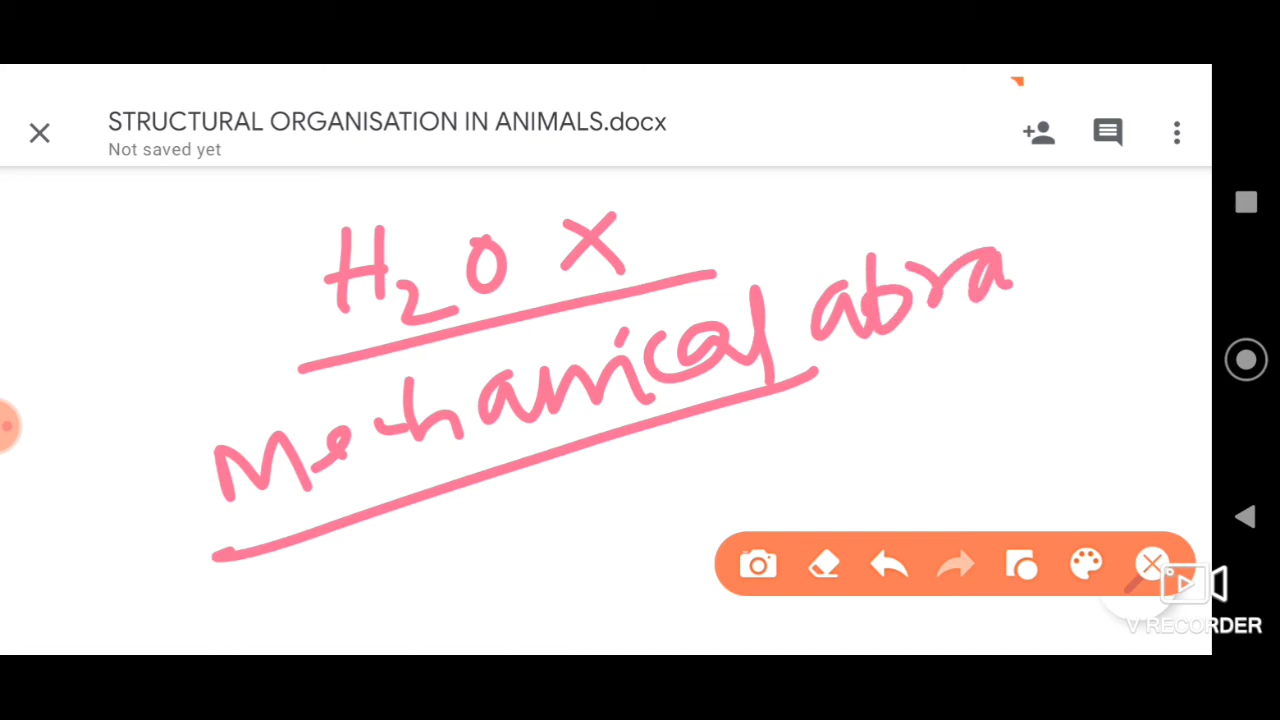 STRUCTURAL ORGANISATION IN ANIMALS.docx
Not saved yet
H2O X
Mechanical abra
V RECORDER